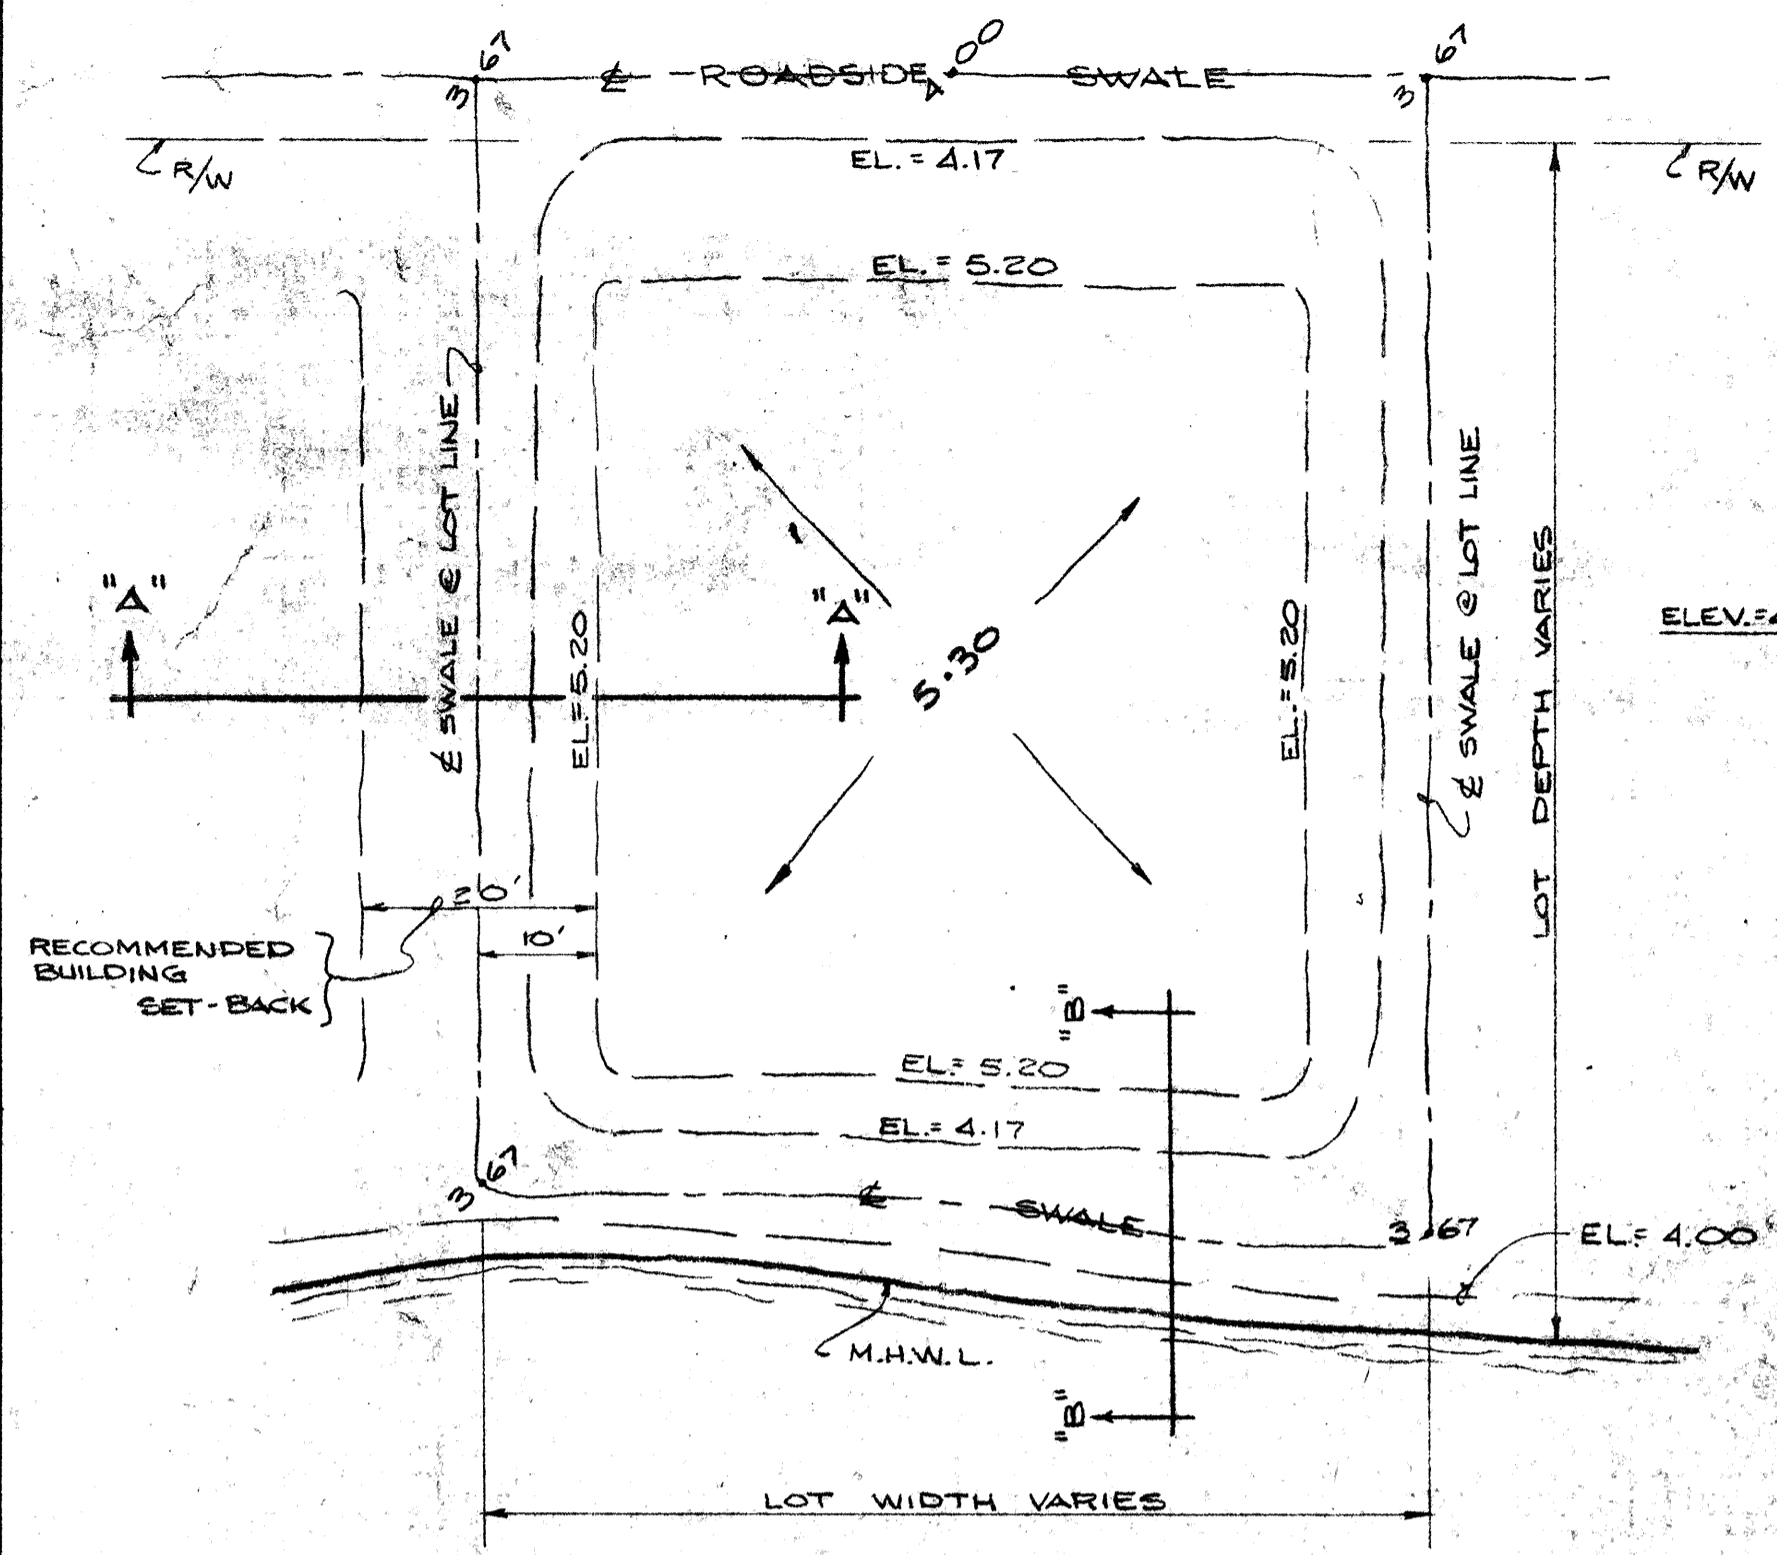 3 67
℄ ROADSIDE SWALE
4 00
3 67
R/W
R/W
EL. = 4.17
EL. = 5.20
℄ SWALE @ LOT LINE
"A"
"A"
EL. = 5.20
5.30
EL. = 5.20
℄ SWALE @ LOT LINE
LOT DEPTH VARIES
ELEV.=
20'
10'
RECOMMENDED
BUILDING
SET-BACK
"B"
EL. = 5.20
EL. = 4.17
3 67
℄ SWALE
3.67
EL. = 4.00
M.H.W.L.
"B"
LOT WIDTH VARIES